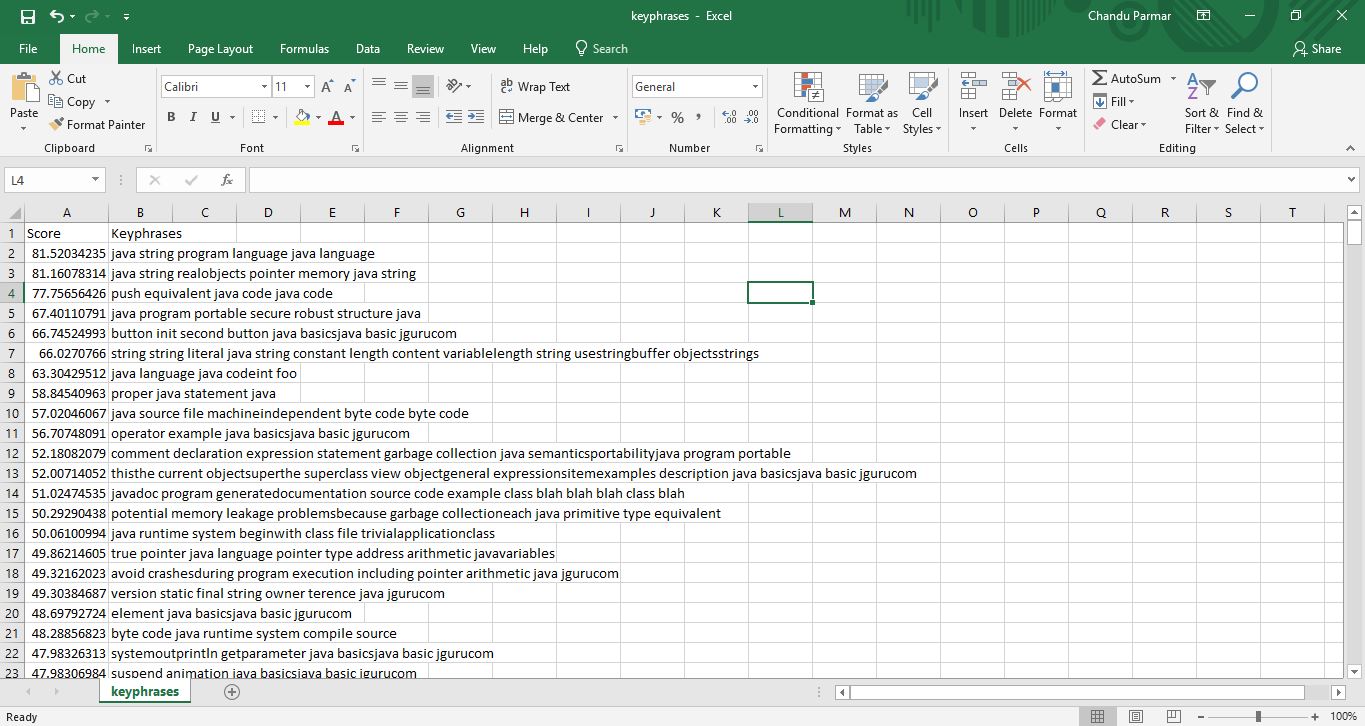 keyphrases - Excel
Chandu Parmar
File Home Insert Page Layout Formulas Data Review View Help Search
Share
Paste
Cut
Copy
Format Painter
Clipboard
Calibri 11
B I U
Font
Wrap Text
Merge & Center
Alignment
General
Number
Conditional Formatting
Format as Table
Cell Styles
Styles
Insert Delete Format
Cells
AutoSum
Fill
Clear
Sort & Filter
Find & Select
Editing
L4
fx
A B C D E F G H I J K L M N O P Q R S T
1 Score Keyphrases
2 81.52034235 java string program language java language
3 81.16078314 java string realobjects pointer memory java string
4 77.75656426 push equivalent java code java code
5 67.40110791 java program portable secure robust structure java
6 66.74524993 button init second button java basicsjava basic jgurucom
7 66.0270766 string string literal java string constant length content variablelength string usestringbuffer objectsstrings
8 63.30429512 java language java codeint foo
9 58.84540963 proper java statement java
10 57.02046067 java source file machineindependent byte code byte code
11 56.70748091 operator example java basicsjava basic jgurucom
12 52.18082079 comment declaration expression statement garbage collection java semanticsportabilityjava program portable
13 52.00714052 thisthe current objectsuperthe superclass view objectgeneral expressionsitemexamples description java basicsjava basic jgurucom
14 51.02474535 javadoc program generatedocumentation source code example class blah blah blah class blah
15 50.29290438 potential memory leakage problemsbecause garbage collectioneach java primitive type equivalent
16 50.06100994 java runtime system beginwith class file trivialapplicationclass
17 49.86214605 true pointer java language pointer type address arithmetic javavariables
18 49.32162023 avoid crashesduring program execution including pointer arithmetic java jgurucom
19 49.30384687 version static final string owner terence java jgurucom
20 48.69792724 element java basicsjava basic jgurucom
21 48.28856823 byte code java runtime system compile source
22 47.98326313 systemoutprintln getparameter java basicsjava basic jgurucom
23 47.98306984 suspend animation java basicsjava basic jgurucom
keyphrases
Ready
100%